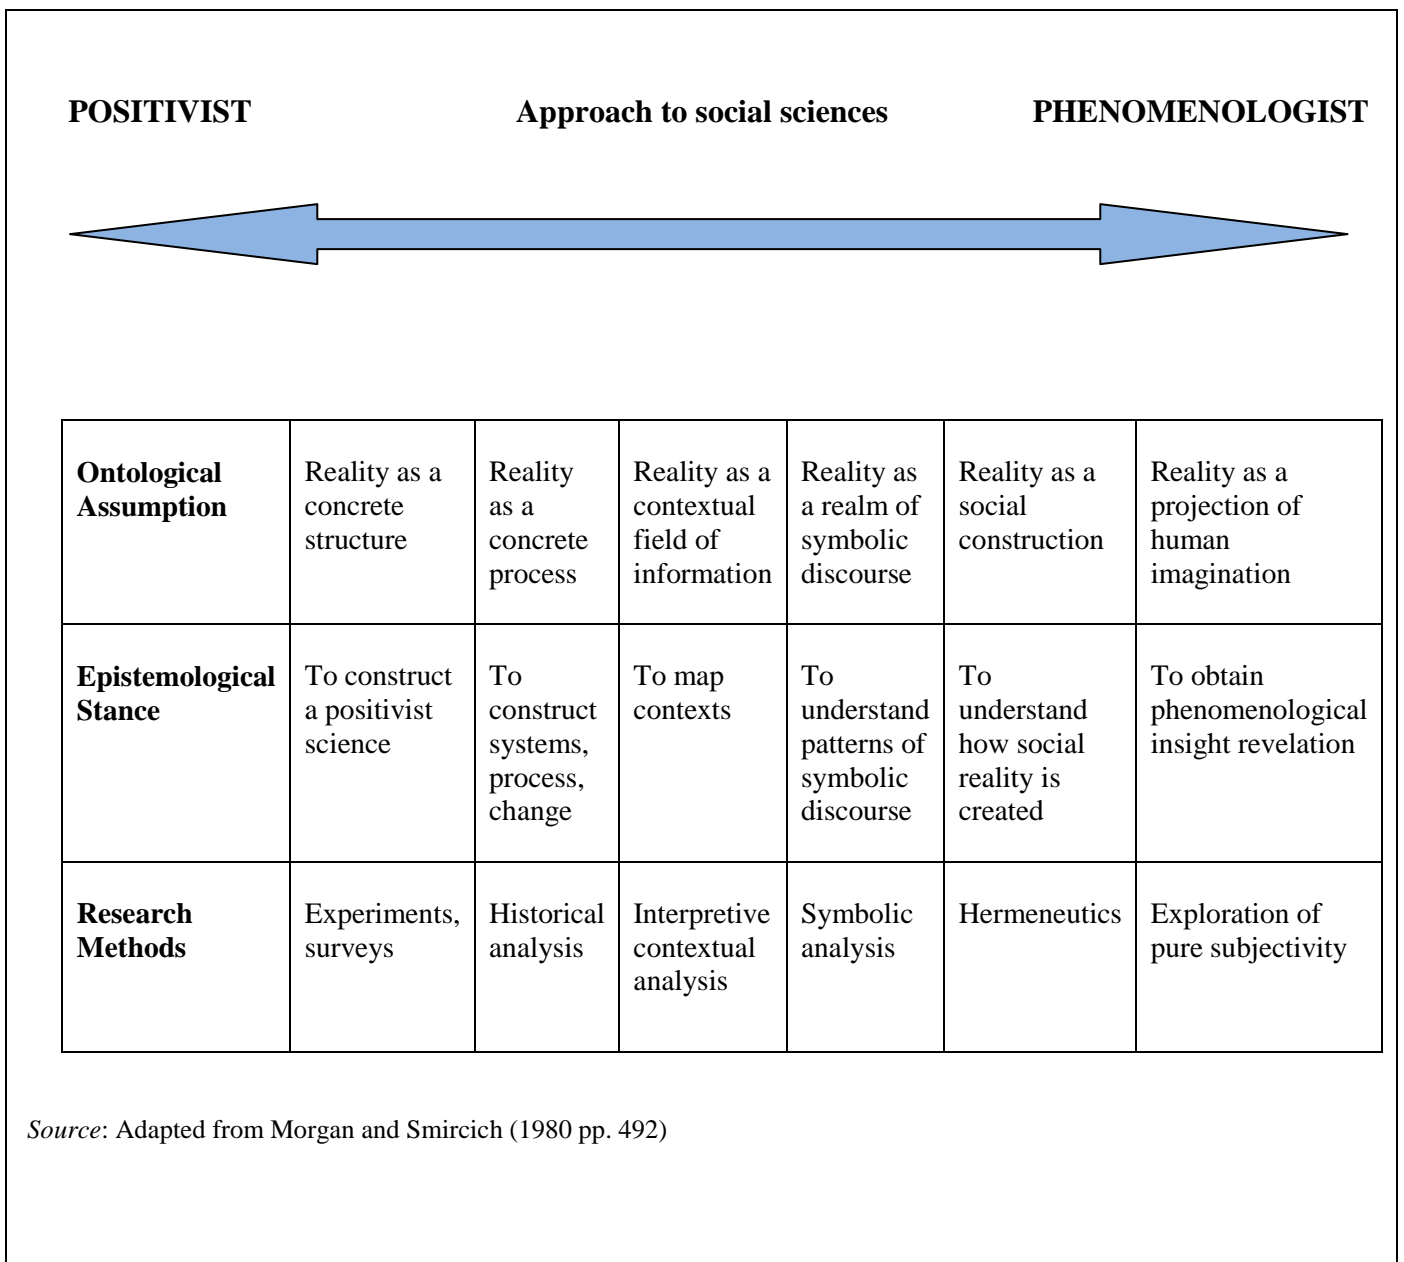 POSITIVIST Approach to social sciences PHENOMENOLOGIST
Ontological
Assumption
Reality as a
concrete
structure
Reality
as a
concrete
process
Reality as a
contextual
field of
information
Reality as
a realm of
symbolic
discourse
Reality as a
social
construction
Reality as a
projection of
human
imagination
Epistemological
Stance
To construct
a positivist
science
To
construct
systems,
process,
change
To map
contexts
To
understand
patterns of
symbolic
discourse
To
understand
how social
reality is
created
To obtain
phenomenological
insight revelation
Research
Methods
Experiments,
surveys
Historical
analysis
Interpretive
contextual
analysis
Symbolic
analysis
Hermeneutics
Exploration of
pure subjectivity
Source: Adapted from Morgan and Smircich (1980 pp. 492)